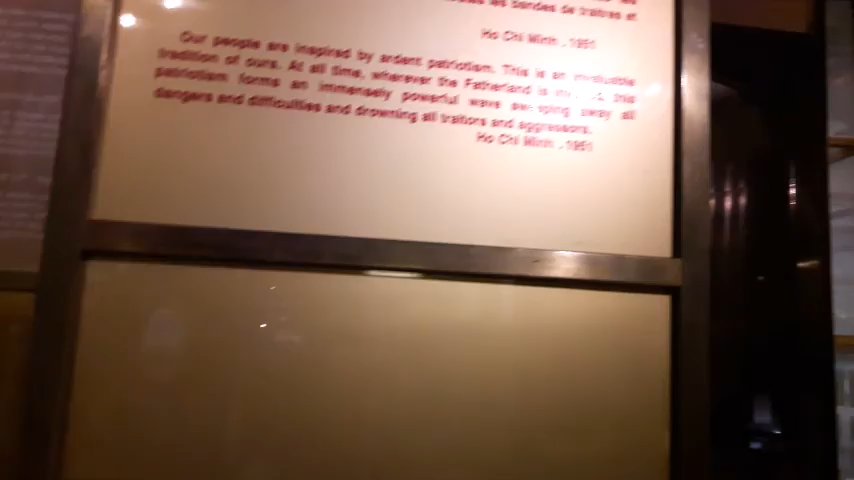 les bandes de traîtres et
Ho Chi Minh . 1951
Our people are inspired by ardent patriotism. This is an invaluable
tradition of ours. At all time, wherever the Fatherland is this
patriotism forms an immensely powerful wave sweeping away all
dangers and difficulties and drowning all traitors and aggressors.
Ho Chi Minh . 1951